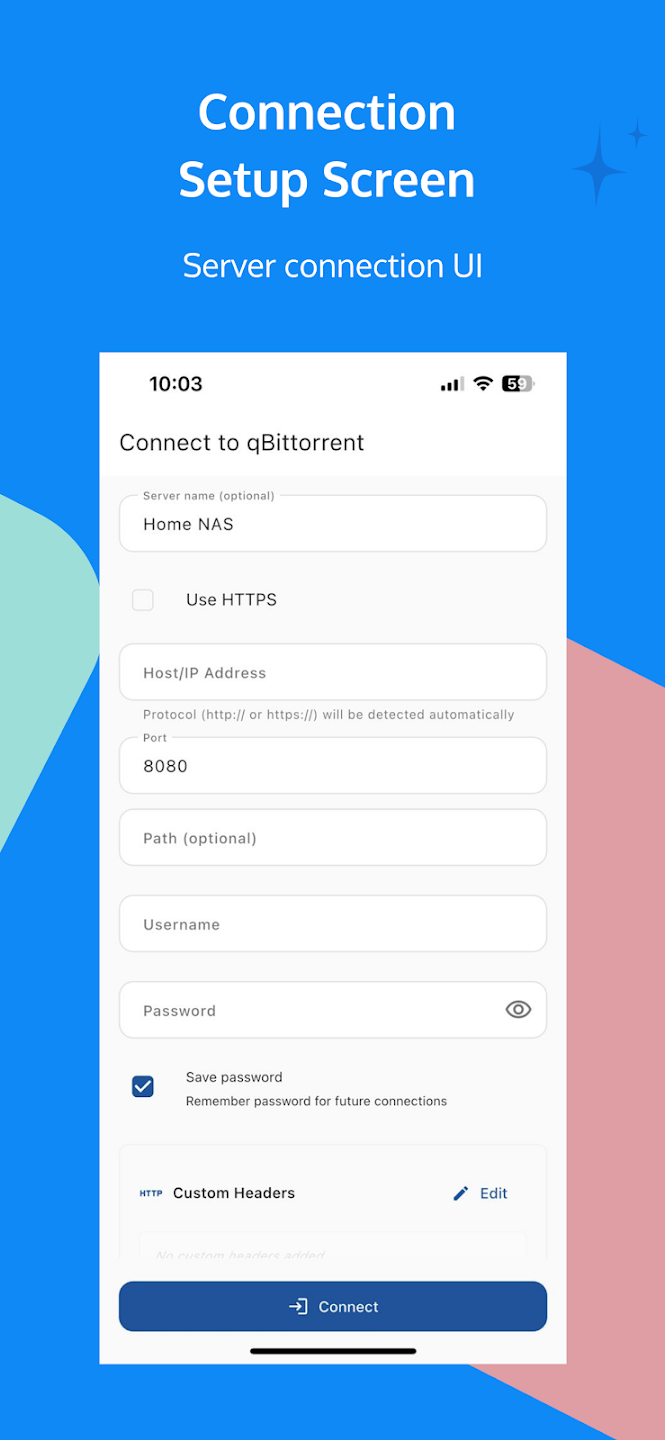 Connection
Setup Screen
Server connection UI
10:03
59
Connect to qBittorrent
Server name (optional)
Home NAS
Use HTTPS
Host/IP Address
Protocol (http:// or https://) will be detected automatically
Port
8080
Path (optional)
Username
Password
Save password
Remember password for future connections
HTTP Custom Headers Edit
No custom headers added
Connect